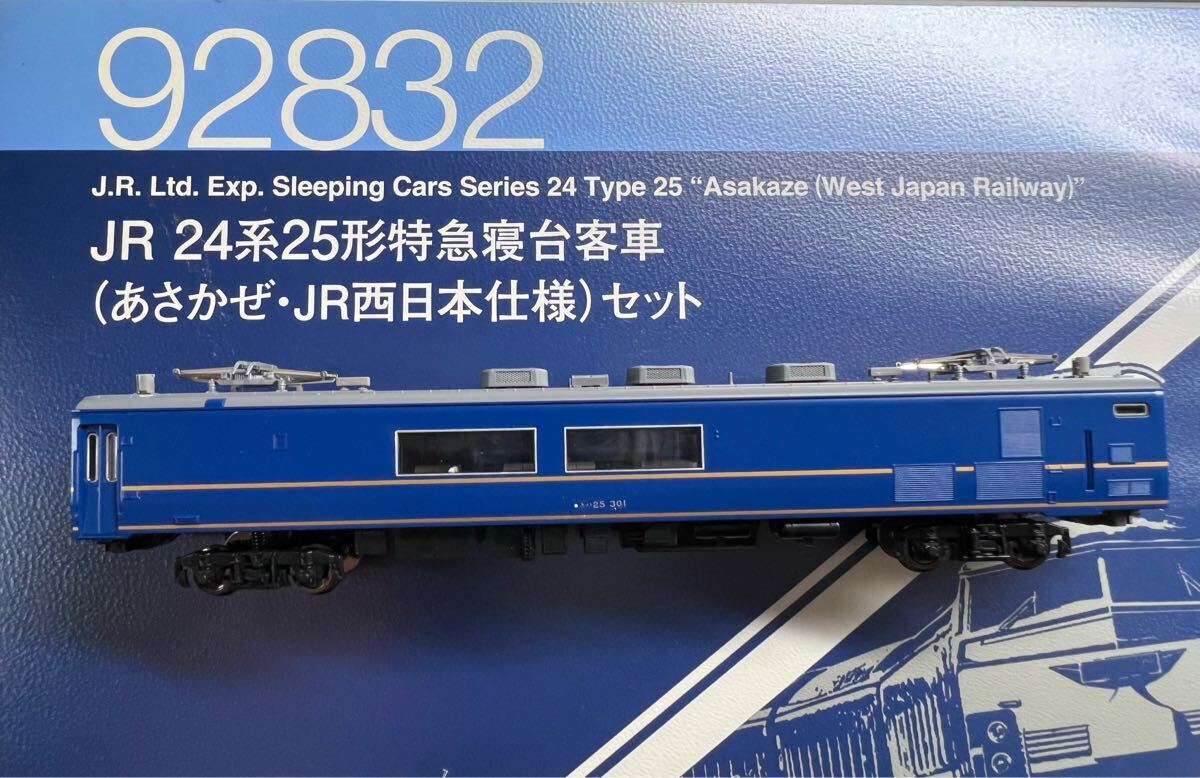 92832
J.R. Ltd. Exp. Sleeping Cars Series 24 Type 25 “Asakaze (West Japan Railway)”
JR 24系25形特急寝台客車
(あさかぜ・JR西日本仕様) セット
25 301